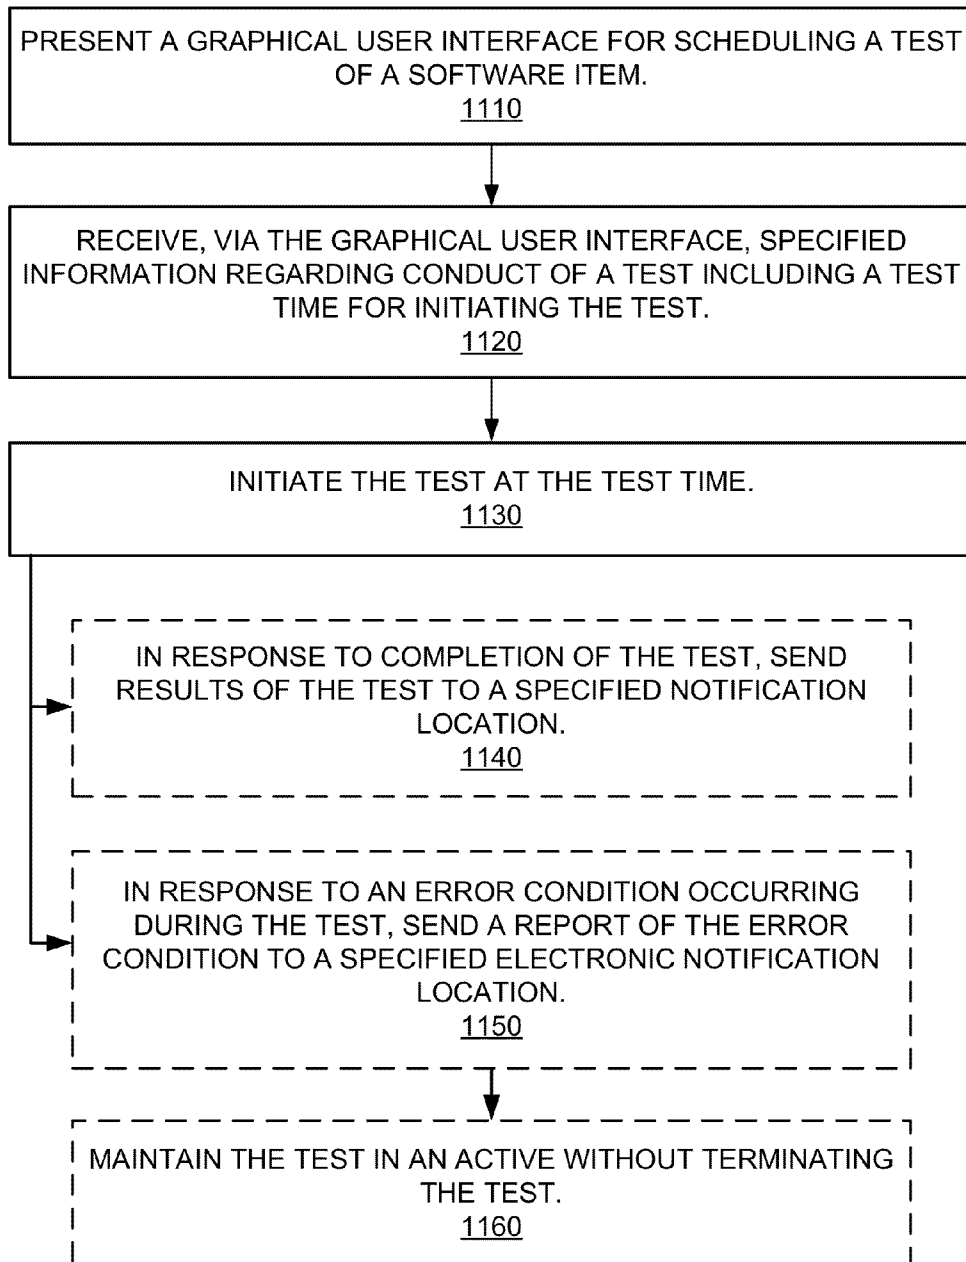 PRESENT A GRAPHICAL USER INTERFACE FOR SCHEDULING A TEST
OF A SOFTWARE ITEM.
1110
RECEIVE, VIA THE GRAPHICAL USER INTERFACE, SPECIFIED
INFORMATION REGARDING CONDUCT OF A TEST INCLUDING A TEST
TIME FOR INITIATING THE TEST.
1120
INITIATE THE TEST AT THE TEST TIME.
1130
IN RESPONSE TO COMPLETION OF THE TEST, SEND
RESULTS OF THE TEST TO A SPECIFIED NOTIFICATION
LOCATION.
1140
IN RESPONSE TO AN ERROR CONDITION OCCURRING
DURING THE TEST, SEND A REPORT OF THE ERROR
CONDITION TO A SPECIFIED ELECTRONIC NOTIFICATION
LOCATION.
1150
MAINTAIN THE TEST IN AN ACTIVE WITHOUT TERMINATING
THE TEST.
1160